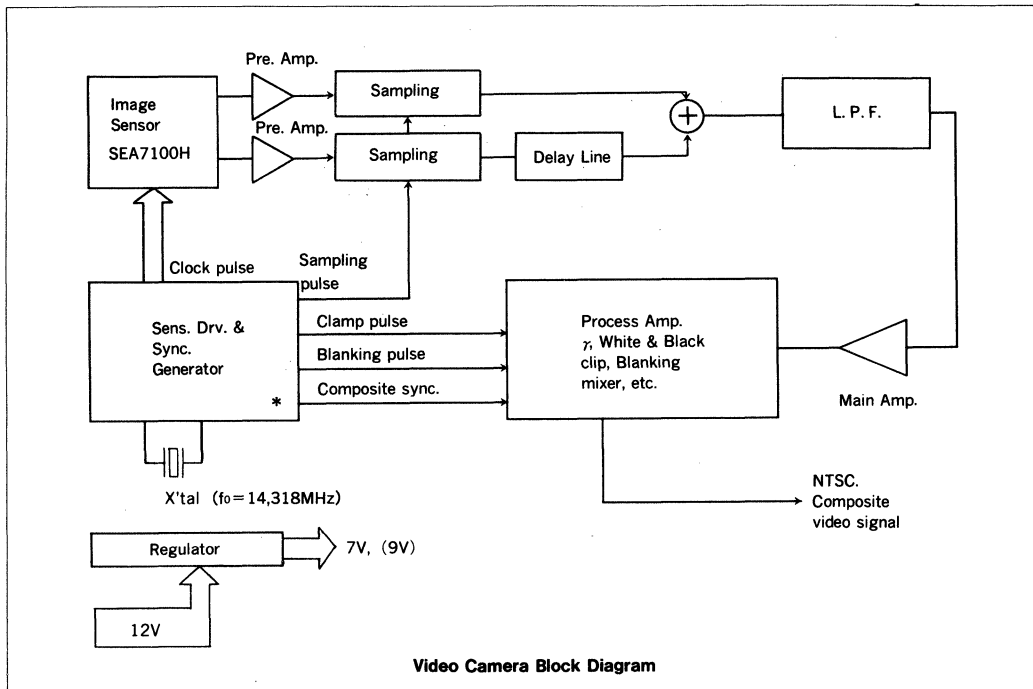 Pre. Amp.
Image
Sensor
SEA7100H
Sampling
Pre. Amp.
Sampling
Delay Line
+
L. P. F.
Clock pulse
Sampling
pulse
Sens. Drv. &
Sync.
Generator
*
Clamp pulse
Blanking pulse
Composite sync.
Process Amp.
γ, White & Black
clip, Blanking
mixer, etc.
Main Amp.
X'tal (fo=14,318MHz)
NTSC.
Composite
video signal
Regulator
7V, (9V)
12V
Video Camera Block Diagram